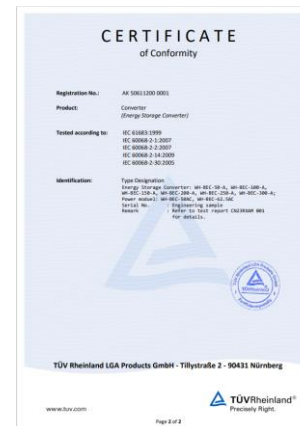 CERTIFICATE
of Conformity
Registration No.: AK 50611200 0001
Product: Converter
(Energy Storage Converter)
Tested according to: IEC 61683:1999
IEC 60068-2-1:2007
IEC 60068-2-2:2007
IEC 60068-2-14:2009
IEC 60068-2-30:2005
Identification: Type Designation
Energy Storage Converter: WH-BEC-50-A, WH-BEC-100-A,
WH-BEC-150-A, WH-BEC-200-A, WH-BEC-250-A, WH-BEC-300-A;
Power moduel: WH-BEC-50AC, WH-BEC-62.5AC
Serial No. : Engineering sample
Remark : Refer to test report CN239X6M 001
for details.
TÜV Rheinland LGA Products GmbH - Tillystraße 2 - 90431 Nürnberg
www.tuv.com
TÜVRheinland®
Precisely Right.
Page 2 of 2